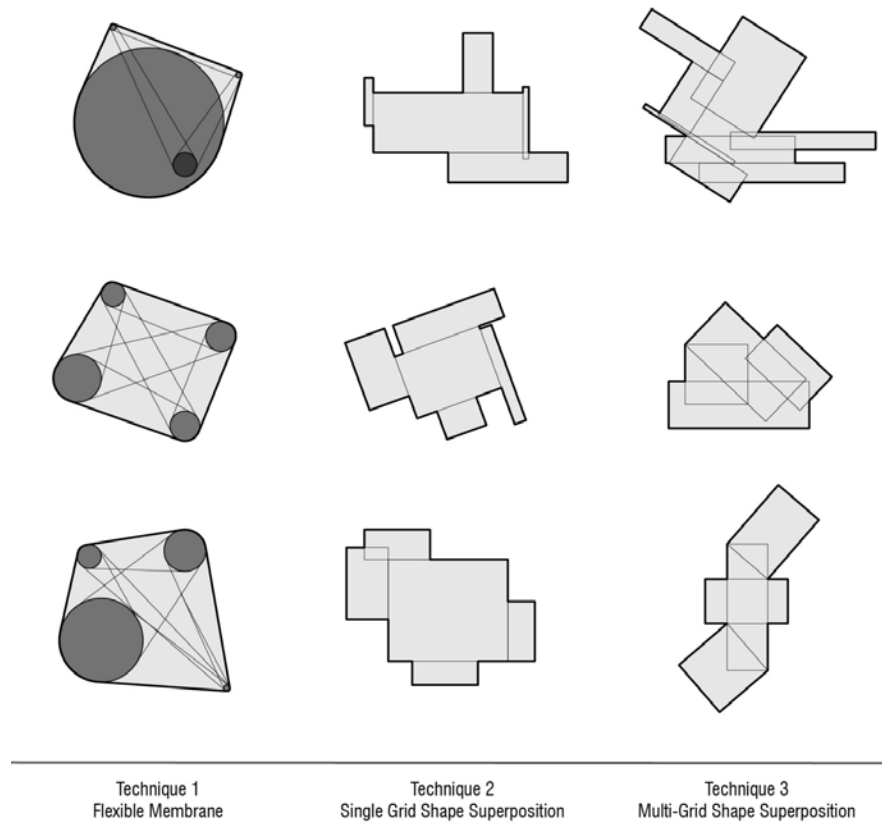 Technique 1
Flexible Membrane
Technique 2
Single Grid Shape Superposition
Technique 3
Multi-Grid Shape Superposition